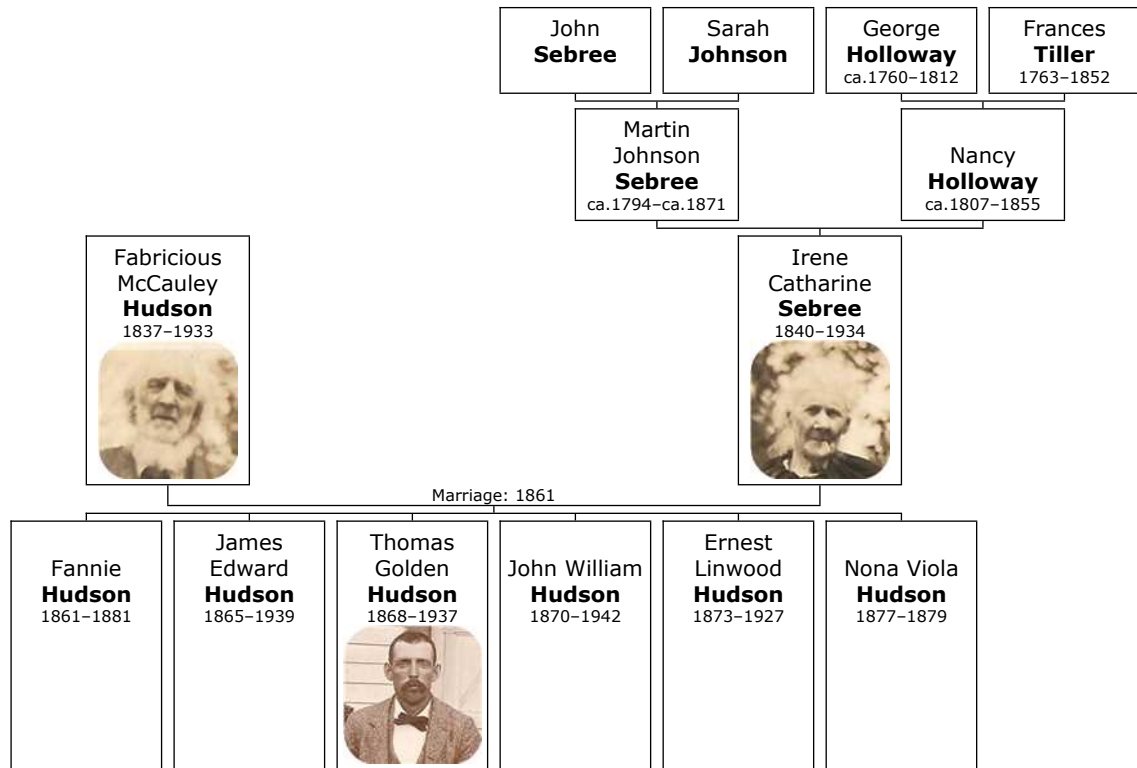 John
Sebree
Sarah
Johnson
George
Holloway
ca.1760–1812
Frances
Tiller
1763–1852
Martin
Johnson
Sebree
ca.1794–ca.1871
Nancy
Holloway
ca.1807–1855
Fabricious
McCauley
Hudson
1837–1933
Irene
Catharine
Sebree
1840–1934
Marriage: 1861
Fannie
Hudson
1861–1881
James
Edward
Hudson
1865–1939
Thomas
Golden
Hudson
1868–1937
John William
Hudson
1870–1942
Ernest
Linwood
Hudson
1873–1927
Nona Viola
Hudson
1877–1879